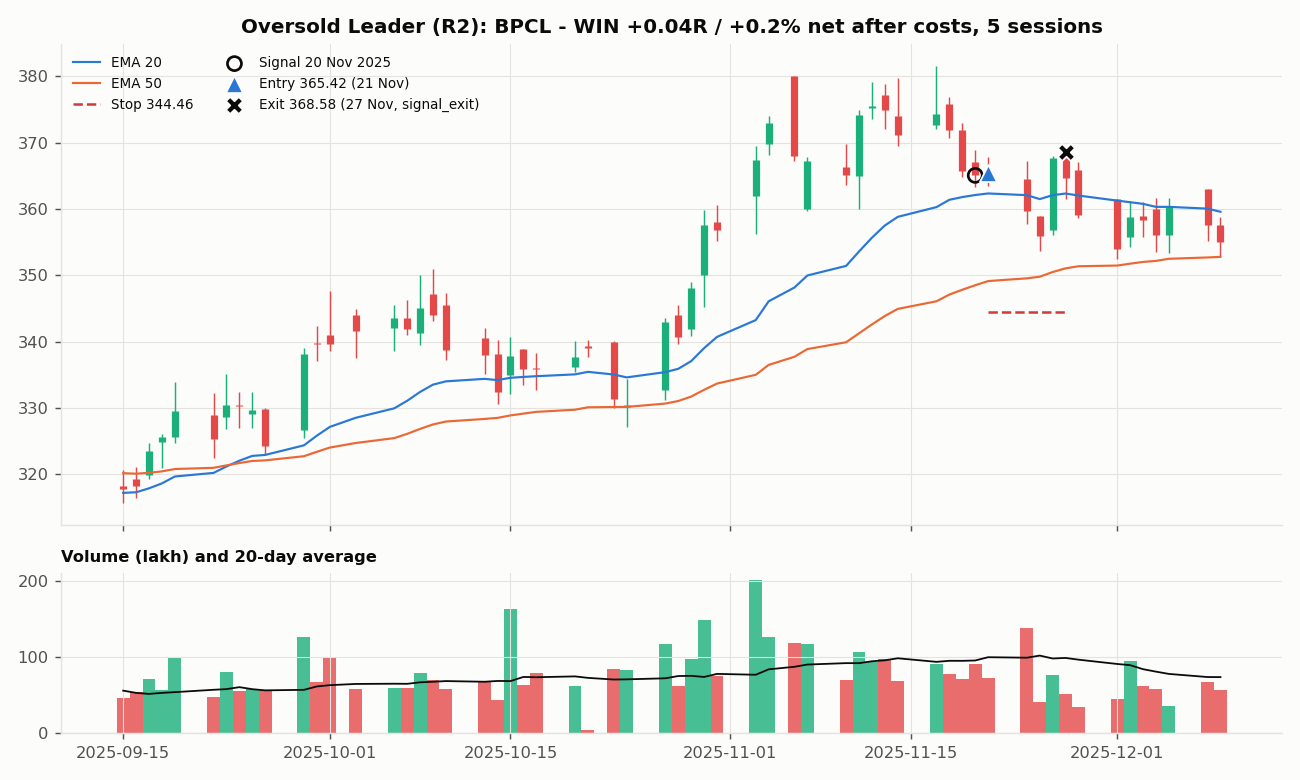 Oversold Leader (R2): BPCL - WIN +0.04R / +0.2% net after costs, 5 sessions
EMA 20
EMA 50
Stop 344.46
Signal 20 Nov 2025
Entry 365.42 (21 Nov)
Exit 368.58 (27 Nov, signal_exit)
380
370
360
350
340
330
320
Volume (lakh) and 20-day average
200
100
0
2025-09-15
2025-10-01
2025-10-15
2025-11-01
2025-11-15
2025-12-01